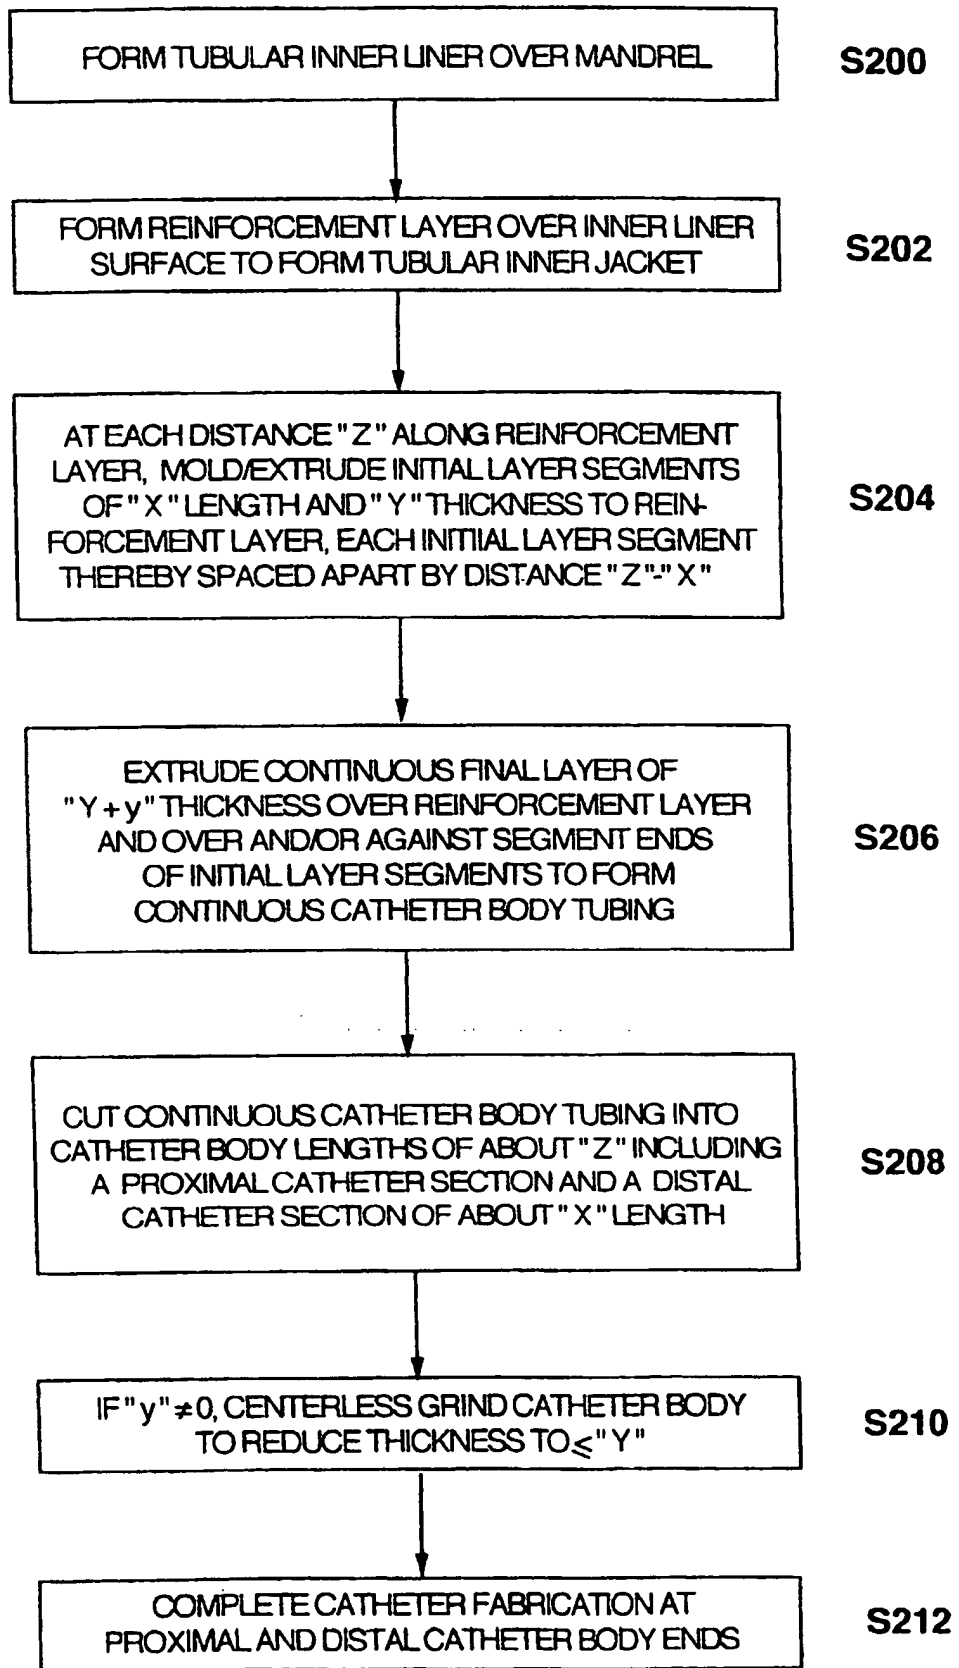 FORM TUBULAR INNER LINER OVER MANDREL
S200
FORM REINFORCEMENT LAYER OVER INNER LINER
SURFACE TO FORM TUBULAR INNER JACKET
S202
AT EACH DISTANCE "Z" ALONG REINFORCEMENT
LAYER, MOLD/EXTRUDE INITIAL LAYER SEGMENTS
OF "X" LENGTH AND "Y" THICKNESS TO REIN-
FORCEMENT LAYER, EACH INITIAL LAYER SEGMENT
THEREBY SPACED APART BY DISTANCE "Z"-"X"
S204
EXTRUDE CONTINUOUS FINAL LAYER OF
"Y+y" THICKNESS OVER REINFORCEMENT LAYER
AND OVER AND/OR AGAINST SEGMENT ENDS
OF INITIAL LAYER SEGMENTS TO FORM
CONTINUOUS CATHETER BODY TUBING
S206
CUT CONTINUOUS CATHETER BODY TUBING INTO
CATHETER BODY LENGTHS OF ABOUT "Z" INCLUDING
A PROXIMAL CATHETER SECTION AND A DISTAL
CATHETER SECTION OF ABOUT "X" LENGTH
S208
IF "y" ≠ 0, CENTERLESS GRIND CATHETER BODY
TO REDUCE THICKNESS TO ≤ "Y"
S210
COMPLETE CATHETER FABRICATION AT
PROXIMAL AND DISTAL CATHETER BODY ENDS
S212